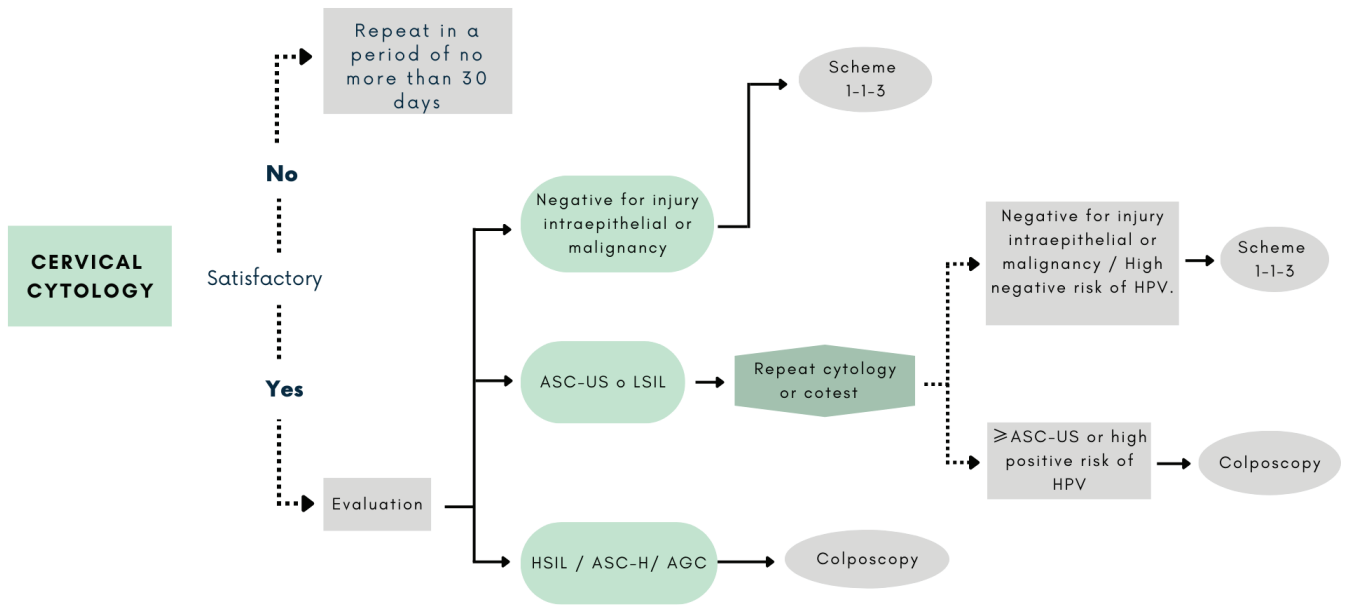 CERVICAL
CYTOLOGY
Repeat in a
period of no
more than 30
days
No
Satisfactory
Yes
Evaluation
Negative for injury
intraepithelial or
malignancy
Scheme
1-1-3
ASC-US o LSIL
Repeat cytology
or cotest
Negative for injury
intraepithelial or
malignancy / High
negative risk of HPV.
Scheme
1-1-3
⩾ASC-US or high
positive risk of
HPV
Colposcopy
HSIL / ASC-H/ AGC
Colposcopy